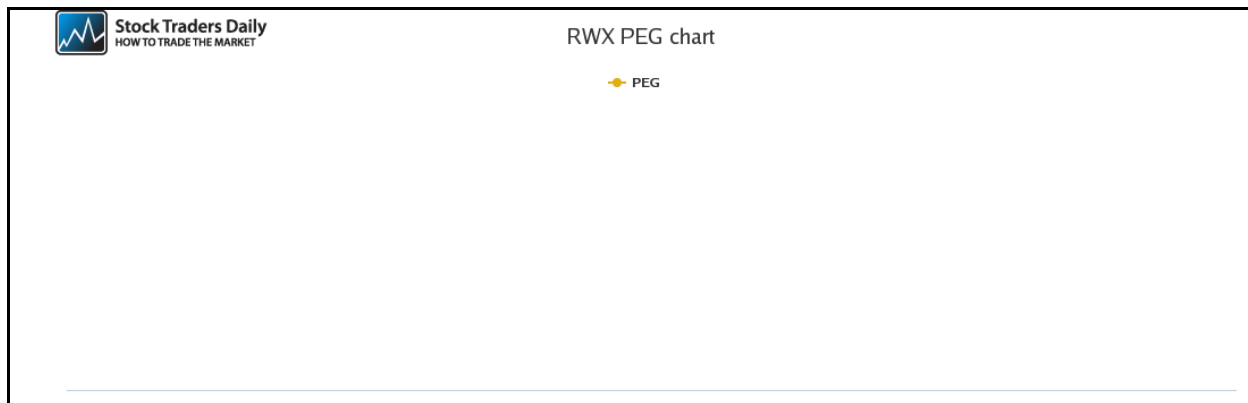 Stock Traders Daily
HOW TO TRADE THE MARKET
RWX PEG chart
PEG